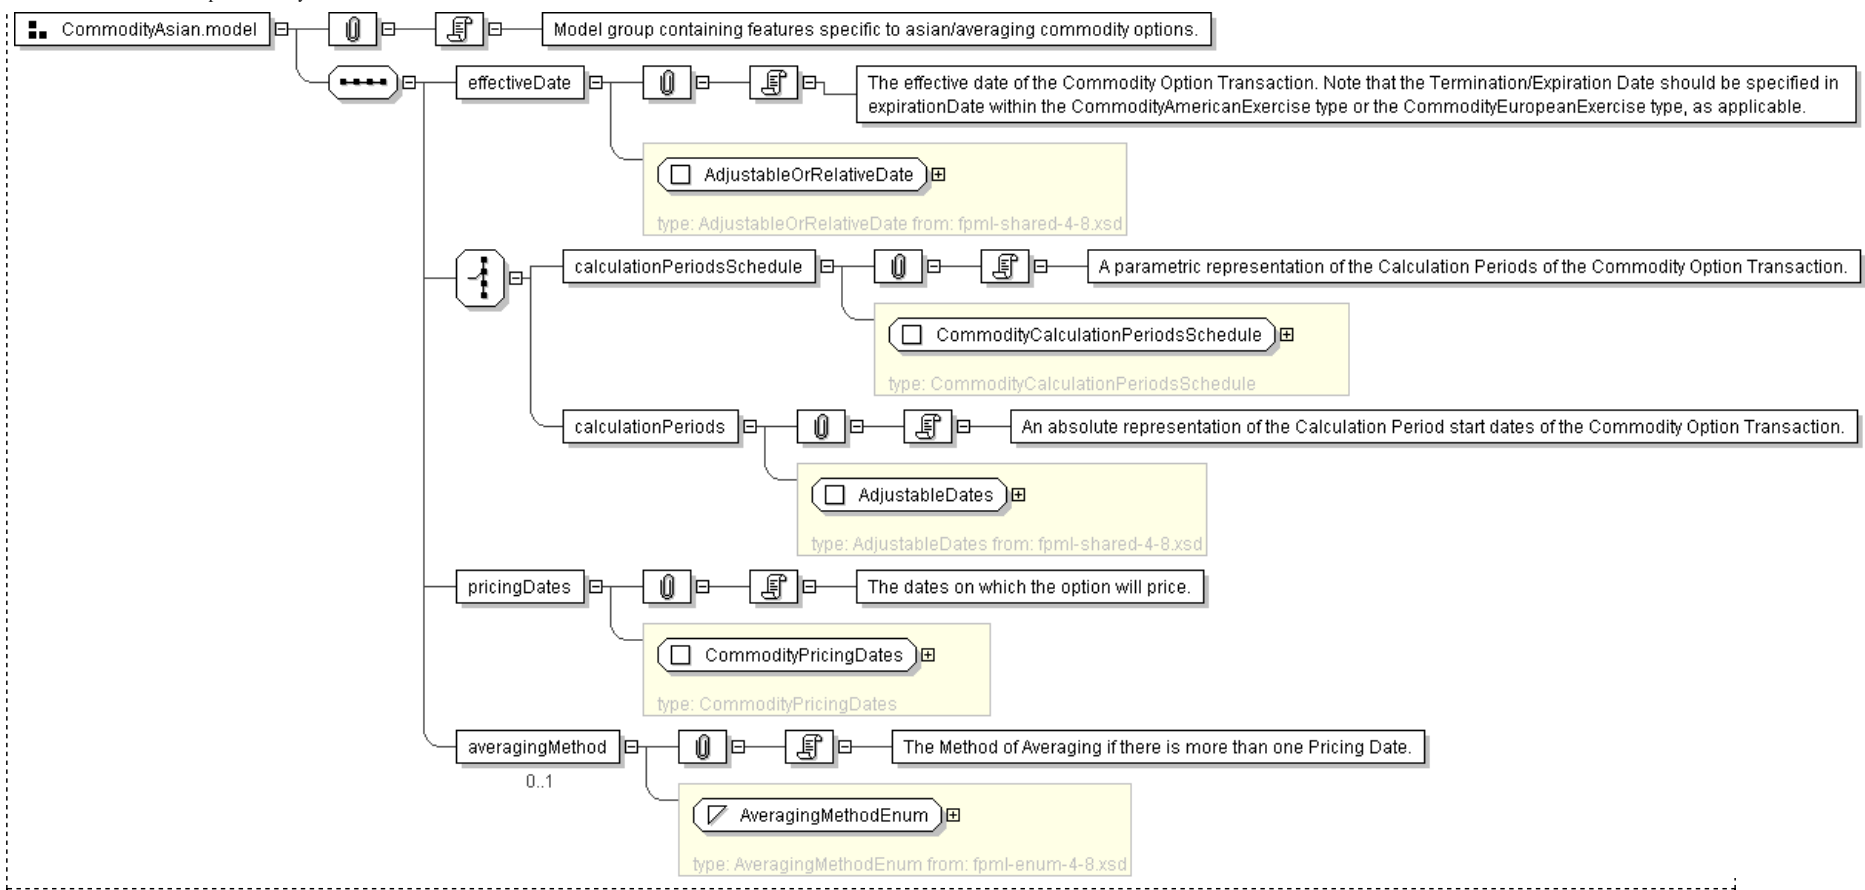 CommodityAsian.model
Model group containing features specific to asian/averaging commodity options.
effectiveDate
The effective date of the Commodity Option Transaction. Note that the Termination/Expiration Date should be specified in
expirationDate within the CommodityAmericanExercise type or the CommodityEuropeanExercise type, as applicable.
AdjustableOrRelativeDate
type: AdjustableOrRelativeDate from: fpml-shared-4-8.xsd
calculationPeriodsSchedule
A parametric representation of the Calculation Periods of the Commodity Option Transaction.
CommodityCalculationPeriodsSchedule
type: CommodityCalculationPeriodsSchedule
calculationPeriods
An absolute representation of the Calculation Period start dates of the Commodity Option Transaction.
AdjustableDates
type: AdjustableDates from: fpml-shared-4-8.xsd
pricingDates
The dates on which the option will price.
CommodityPricingDates
type: CommodityPricingDates
averagingMethod
The Method of Averaging if there is more than one Pricing Date.
0..1
AveragingMethodEnum
type: AveragingMethodEnum from: fpml-enum-4-8.xsd